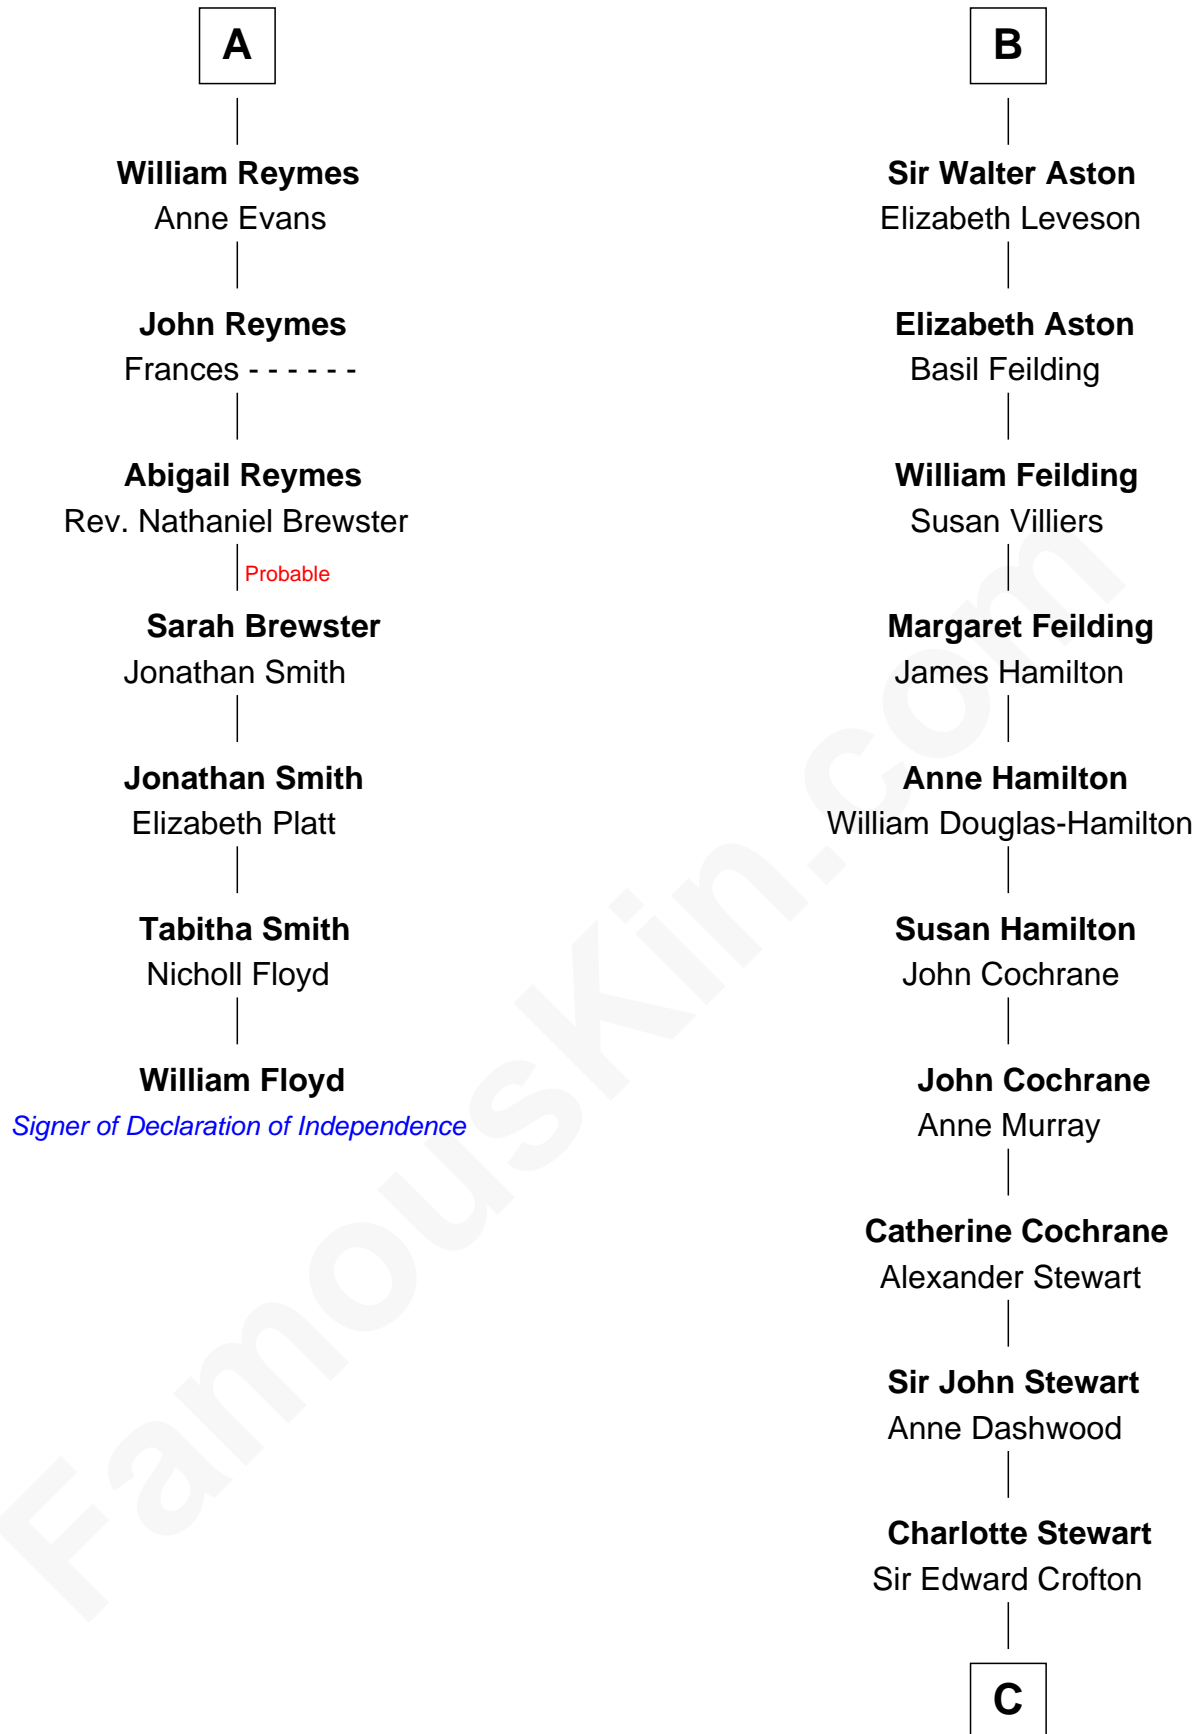 A
William Reymes
Anne Evans
John Reymes
Frances - - - - - -
Abigail Reymes
Rev. Nathaniel Brewster
Probable
Sarah Brewster
Jonathan Smith
Jonathan Smith
Elizabeth Platt
Tabitha Smith
Nicholl Floyd
William Floyd
Signer of Declaration of Independence
B
Sir Walter Aston
Elizabeth Leveson
Elizabeth Aston
Basil Feilding
William Feilding
Susan Villiers
Margaret Feilding
James Hamilton
Anne Hamilton
William Douglas-Hamilton
Susan Hamilton
John Cochrane
John Cochrane
Anne Murray
Catherine Cochrane
Alexander Stewart
Sir John Stewart
Anne Dashwood
Charlotte Stewart
Sir Edward Crofton
C
FamousKin.com